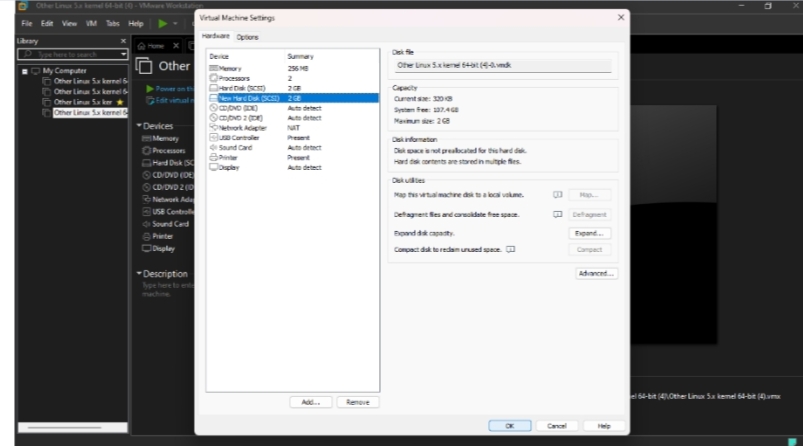 Other Linux 5.x kernel 64-bit (4) - VMware Workstation
File Edit View VM Tabs Help
Library
Type here to search
My Computer
Other Linux 5.x kernel 6
Other Linux 5.x kernel 6
Other Linux 5.x ker
Other Linux 5.x kernel 6
Home
Other
Power on th
Edit virtual m
Devices
Memory
Processors
Hard Disk (SC
CD/DVD (IDE
CD/DVD 2 (ID
Network Adap
USB Controlle
Sound Card
Printer
Display
Description
Type here to ente
machine.
Virtual Machine Settings
Hardware Options
Device Summary
Memory 256 MB
Processors 2
Hard Disk (SCSI) 2 GB
New Hard Disk (SCSI) 2 GB
CD/DVD (IDE) Auto detect
CD/DVD 2 (IDE) Auto detect
Network Adapter NAT
USB Controller Present
Sound Card Auto detect
Printer Present
Display Auto detect
Add... Remove
Disk file
Other Linux 5.x kernel 64-bit (4)-0.vmdk
Capacity
Current size: 320 KB
System free: 107.4 GB
Maximum size: 2 GB
Disk information
Disk space is not preallocated for this hard disk.
Hard disk contents are stored in multiple files.
Disk utilities
Map this virtual machine disk to a local volume. Map...
Defragment files and consolidate free space. Defragment
Expand disk capacity. Expand...
Compact disk to reclaim unused space. Compact
Advanced...
OK Cancel Help
el 64-bit (4)\Other Linux 5.x kernel 64-bit (4).vmx